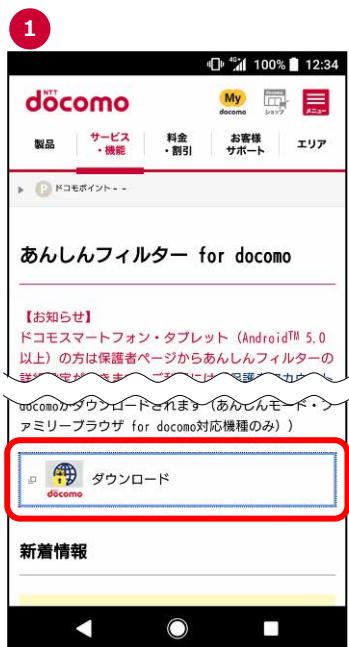 1
4G 100% 12:34
NTT
döcomo
My
docomo
ショップ
メニュー
製品
サービス
・機能
料金
・割引
お客様
サポート
エリア
P ドコモポイント - -
あんしんフィルター for docomo
【お知らせ】
ドコモスマートフォン・タブレット（Android™ 5.0
以上）の方は保護者ページからあんしんフィルターの
docomoがダウンロードされます（あんしんモード・フ
ァミリーブラウザ for docomo対応機種のみ））
docomo
ダウンロード
新着情報